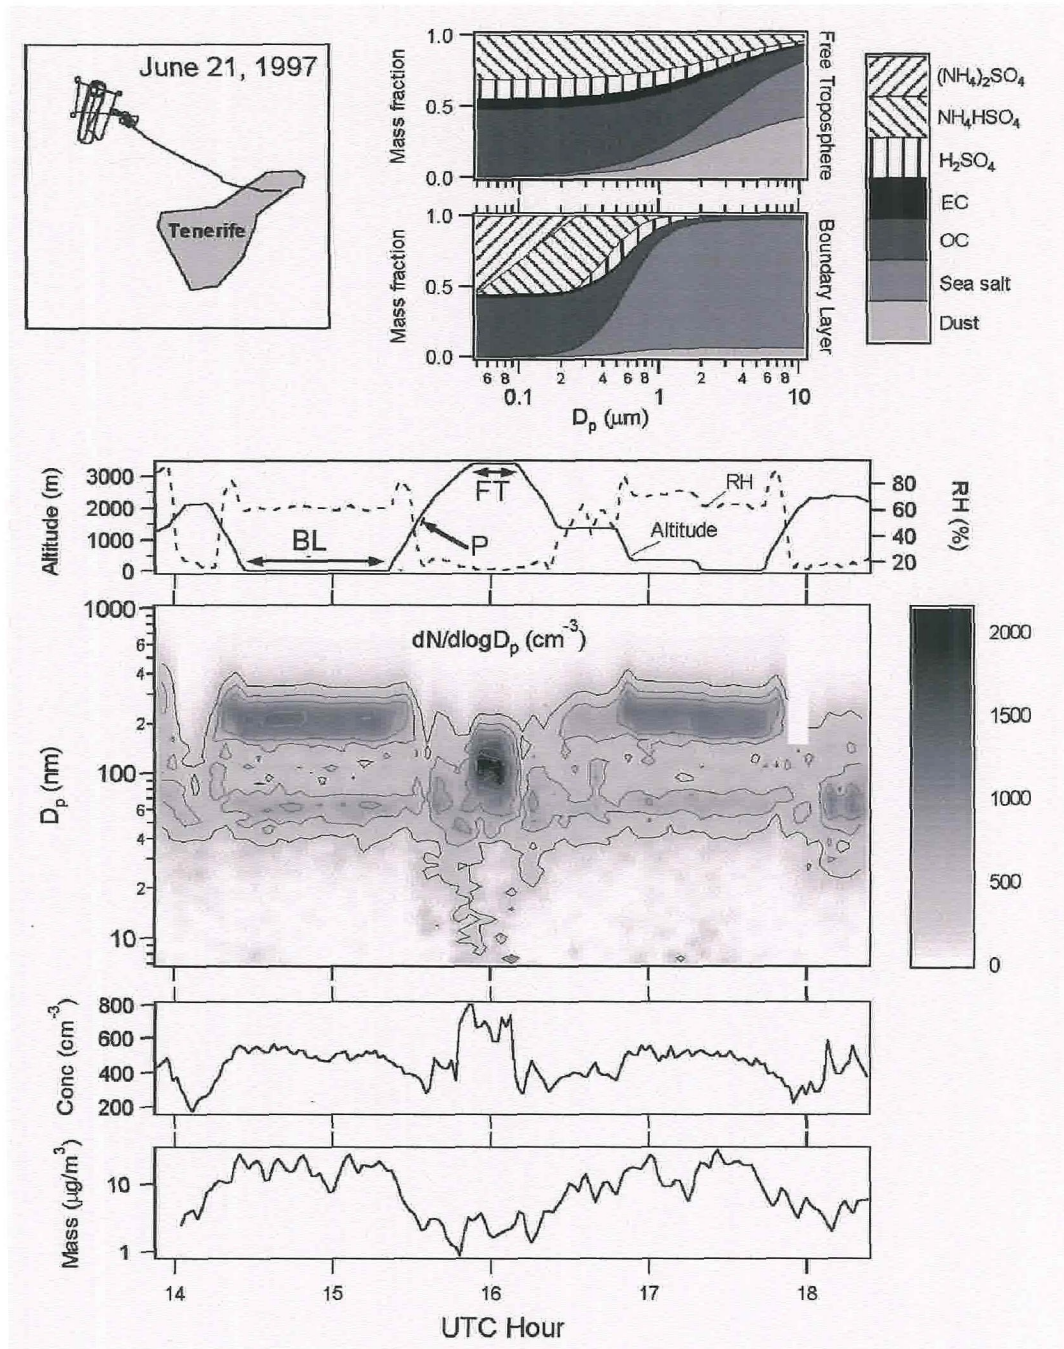 June 21, 1997
Tenerife
Mass fraction
1.0
0.5
0.0
Free Troposphere
Mass fraction
1.0
0.5
0.0
Boundary Layer
6 8 2 4 6 8 2 4 6 8
0.1 1 10
Dp (μm)
(NH4)2SO4
NH4HSO4
H2SO4
EC
OC
Sea salt
Dust
Altitude (m)
3000
2000
1000
0
BL
P
FT
RH
Altitude
80
60
40
20
RH (%)
dN/dlogDp (cm-3)
Dp (nm)
1000
6
4
2
100
6
4
2
10
2000
1500
1000
500
0
Conc (cm-3)
800
600
400
200
Mass (μg/m3)
10
1
14 15 16 17 18
UTC Hour